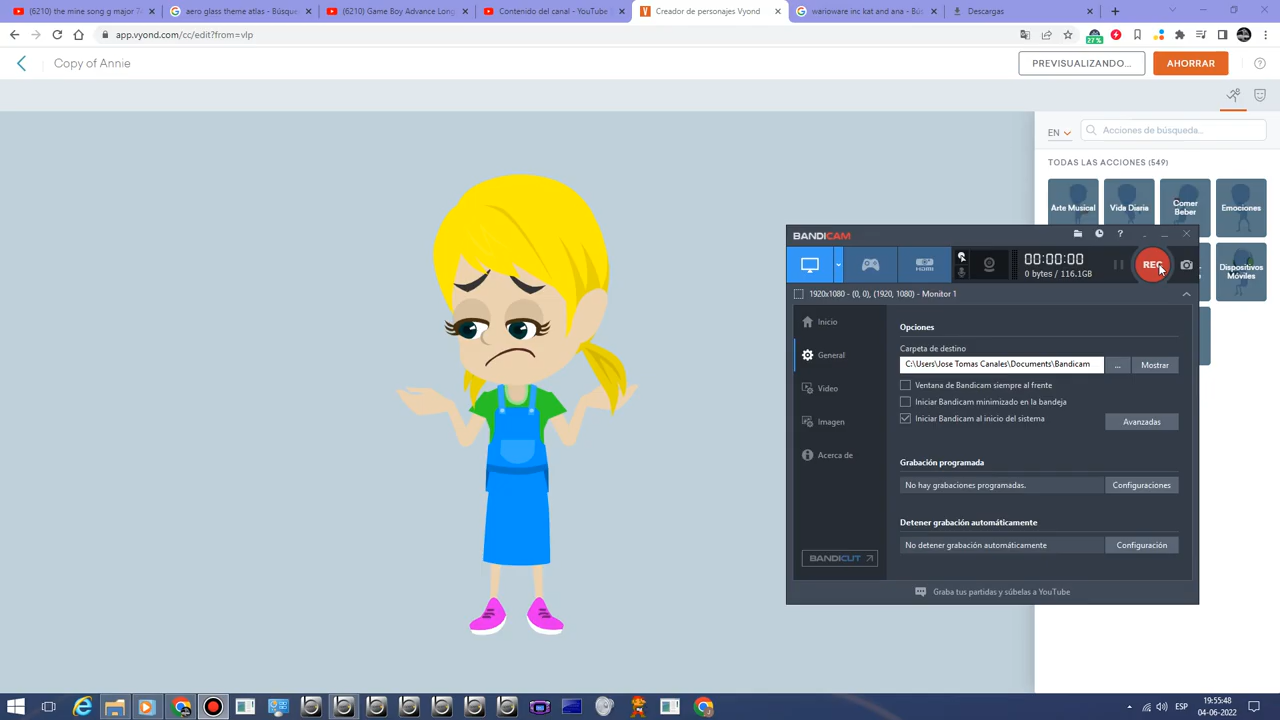 (6210) the mine song g major 74
aero glass theme atlas - Búsque
(6210) Game Boy Advance Long
Contenido del canal - YouTube S
Creador de personajes Vyond
warioware inc kat and ana - Bús
Descargas
app.vyond.com/cc/edit?from=vlp
27 %
Copy of Annie
PREVISUALIZANDO...
AHORRAR
EN
Acciones de búsqueda...
TODAS LAS ACCIONES (549)
Arte Musical
Vida Diaria
Comer
Beber
Emociones
Dispositivos
Móviles
BANDICAM
HDMI
00:00:00
0 bytes / 116.1GB
REC
1920x1080 - (0, 0), (1920, 1080) - Monitor 1
Inicio
General
Video
Imagen
Acerca de
BANDICUT
Opciones
Carpeta de destino
C:\Users\Jose Tomas Canales\Documents\Bandicam
...
Mostrar
Ventana de Bandicam siempre al frente
Iniciar Bandicam minimizado en la bandeja
Iniciar Bandicam al inicio del sistema
Avanzadas
Grabación programada
No hay grabaciones programadas.
Configuraciones
Detener grabación automáticamente
No detener grabación automáticamente
Configuración
Graba tus partidas y súbelas a YouTube
ESP
19:55:48
04-06-2022